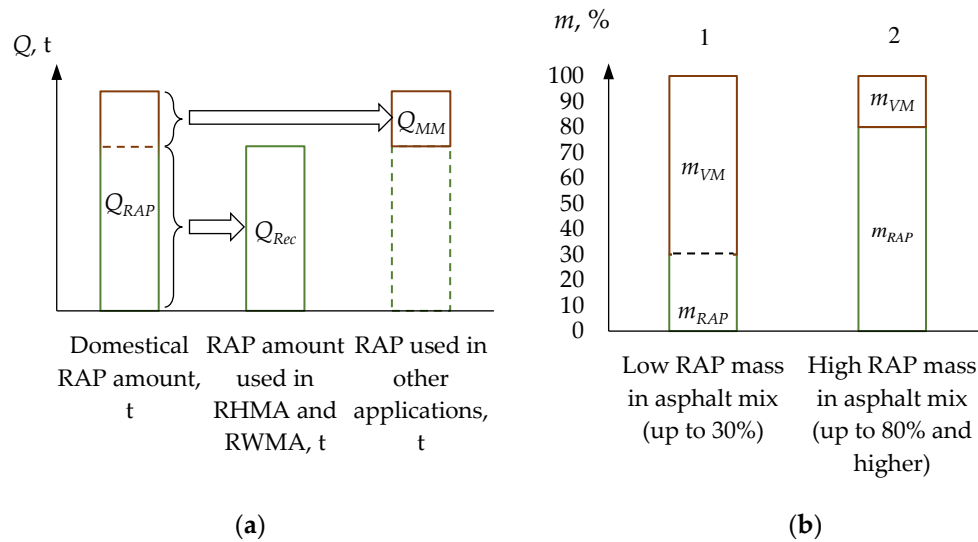 Q, t
Q_MM
Q_RAP
Q_Rec
Domestical
RAP amount,
t
RAP amount
used in
RHMA and
RWMA, t
RAP used in
other
applications,
t
(a)
m, %
1
2
100
90
80
70
60
50
40
30
20
10
0
m_VM
m_RAP
m_VM
m_RAP
Low RAP mass
in asphalt mix
(up to 30%)
High RAP mass
in asphalt mix
(up to 80% and
higher)
(b)